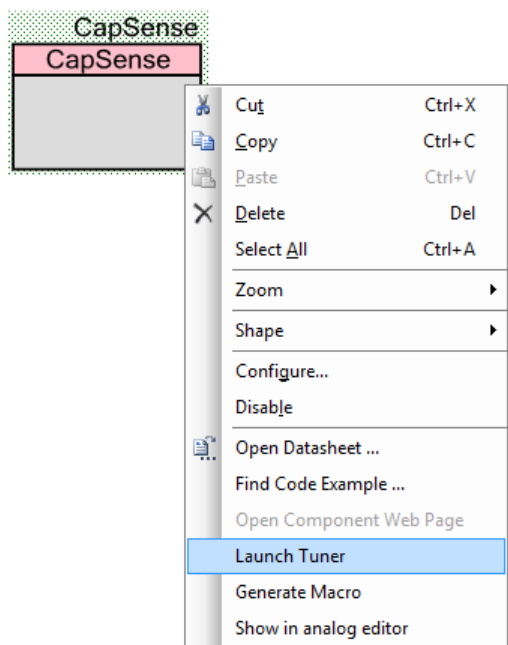 CapSense
CapSense
Cut Ctrl+X
Copy Ctrl+C
Paste Ctrl+V
Delete Del
Select All Ctrl+A
Zoom
Shape
Configure...
Disable
Open Datasheet ...
Find Code Example ...
Open Component Web Page
Launch Tuner
Generate Macro
Show in analog editor